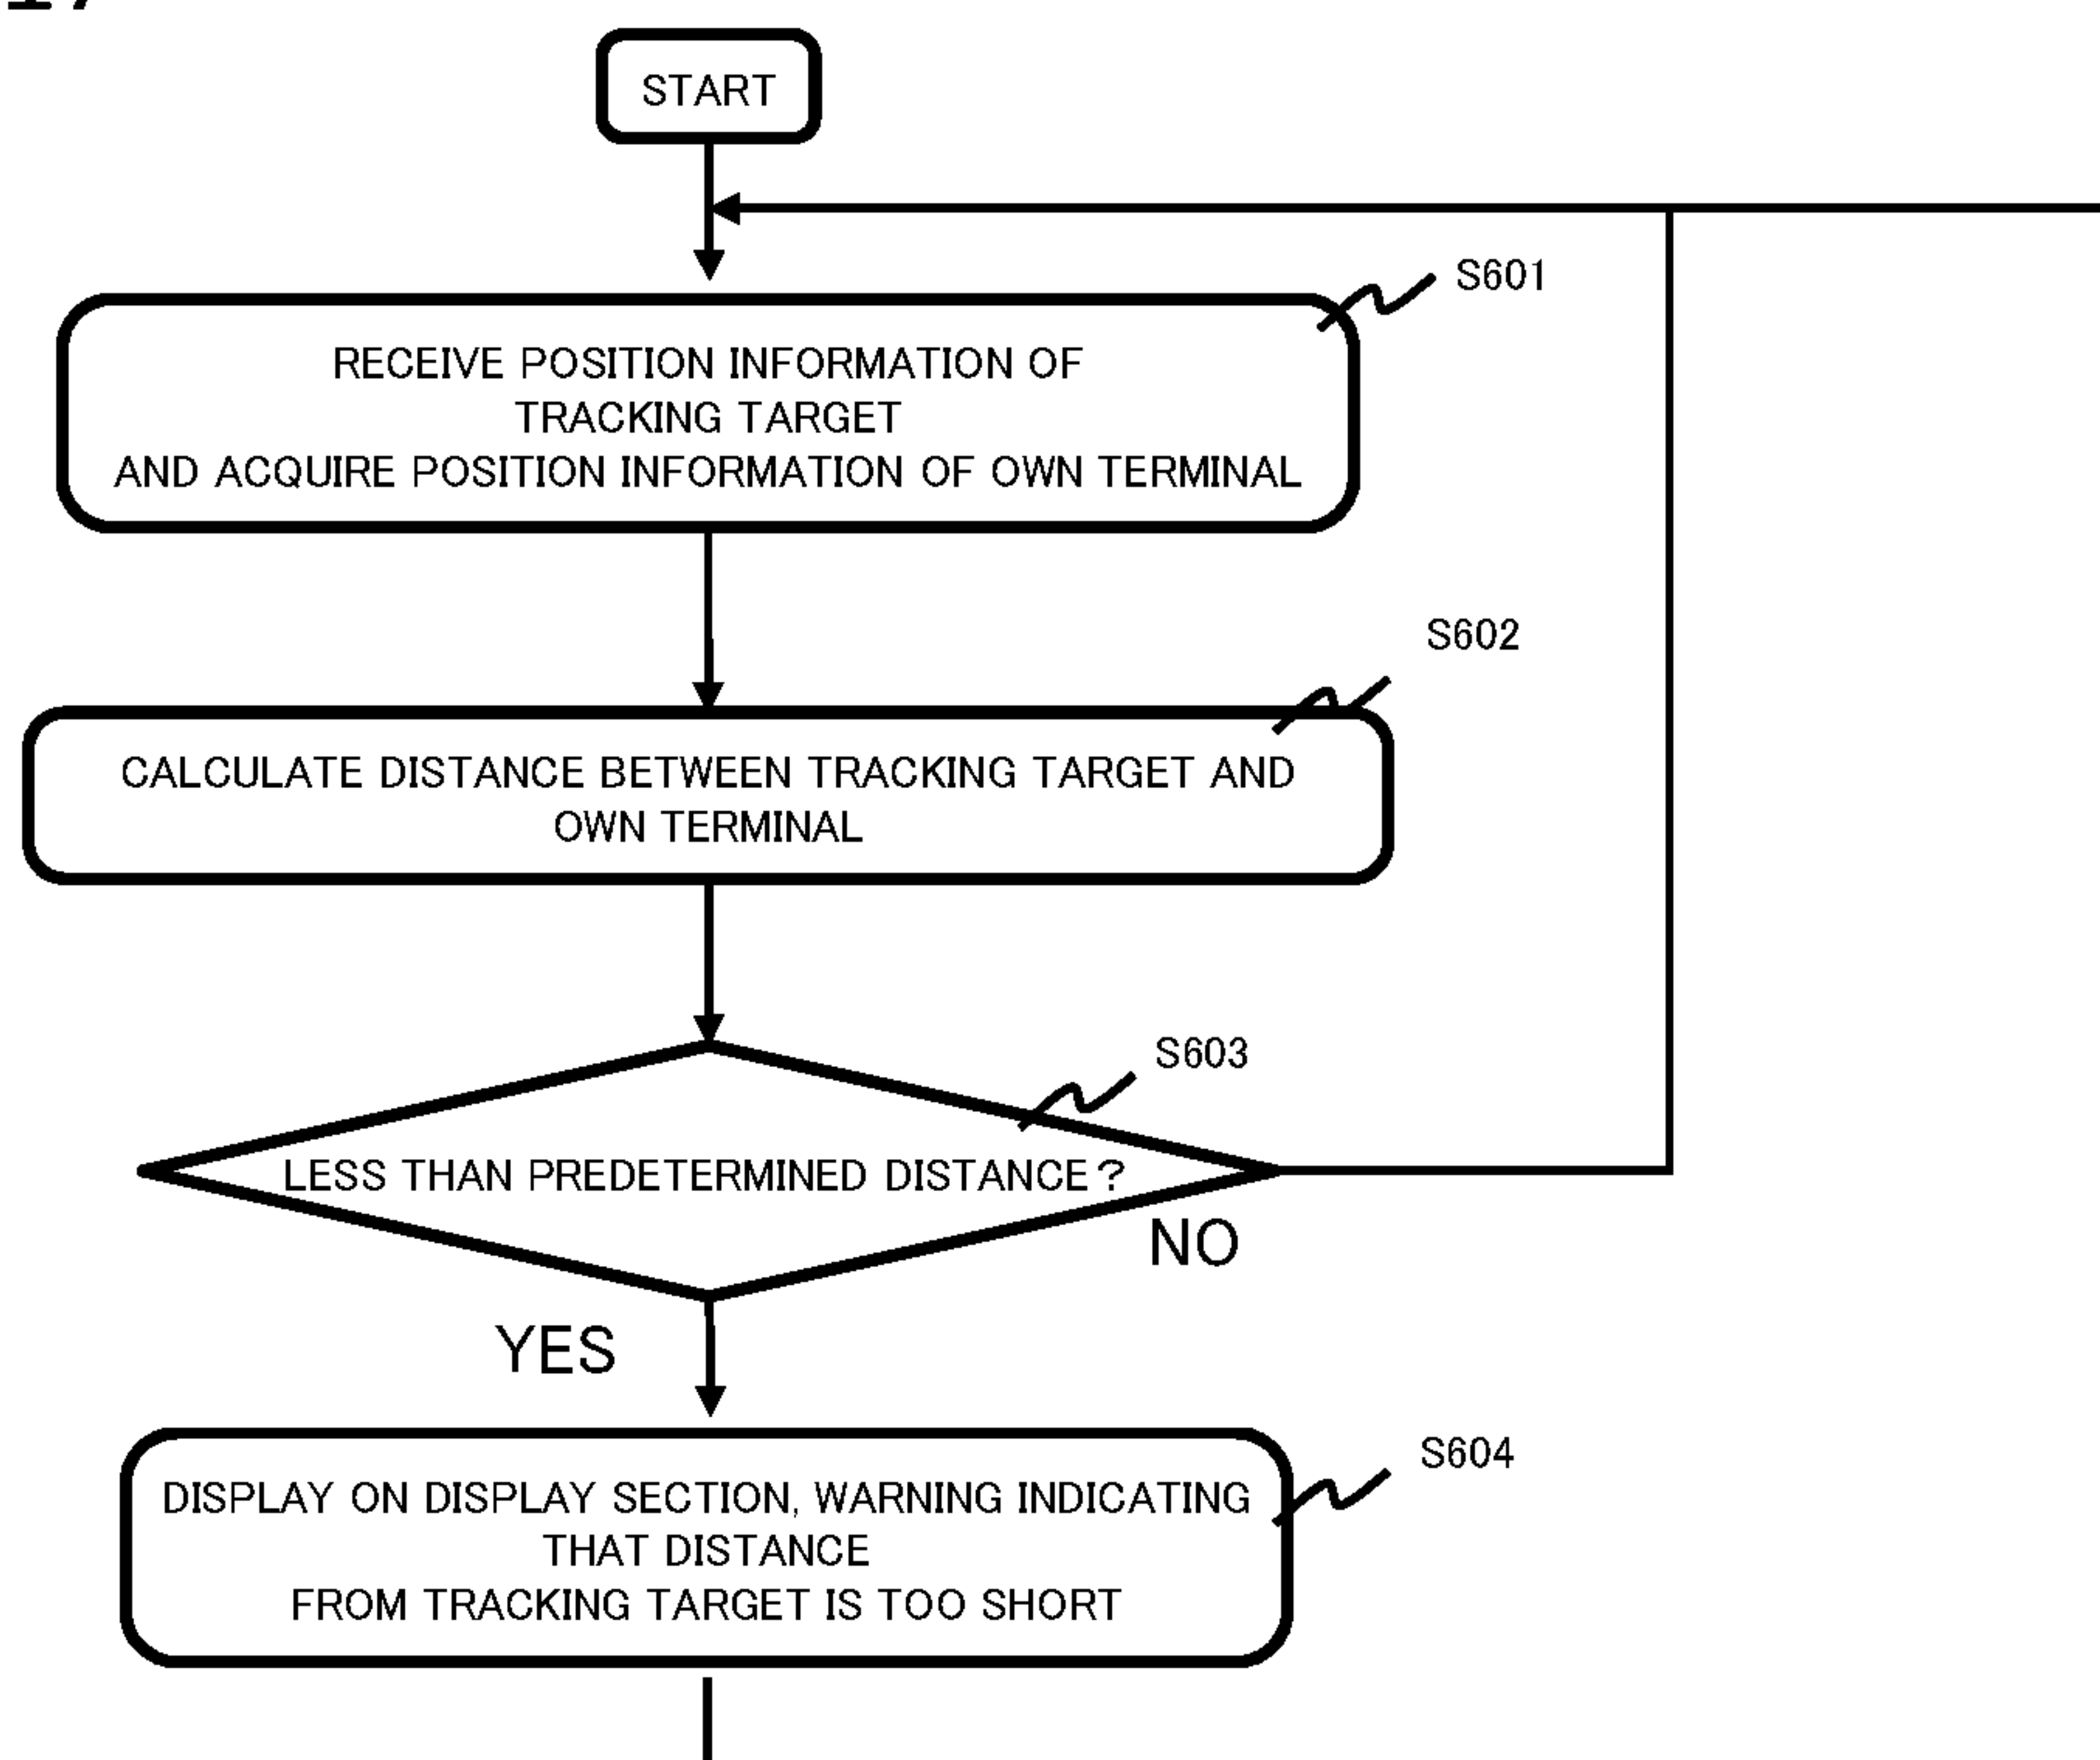 START
S601
RECEIVE POSITION INFORMATION OF
TRACKING TARGET
AND ACQUIRE POSITION INFORMATION OF OWN TERMINAL
S602
CALCULATE DISTANCE BETWEEN TRACKING TARGET AND
OWN TERMINAL
S603
LESS THAN PREDETERMINED DISTANCE?
NO
YES
S604
DISPLAY ON DISPLAY SECTION, WARNING INDICATING
THAT DISTANCE
FROM TRACKING TARGET IS TOO SHORT